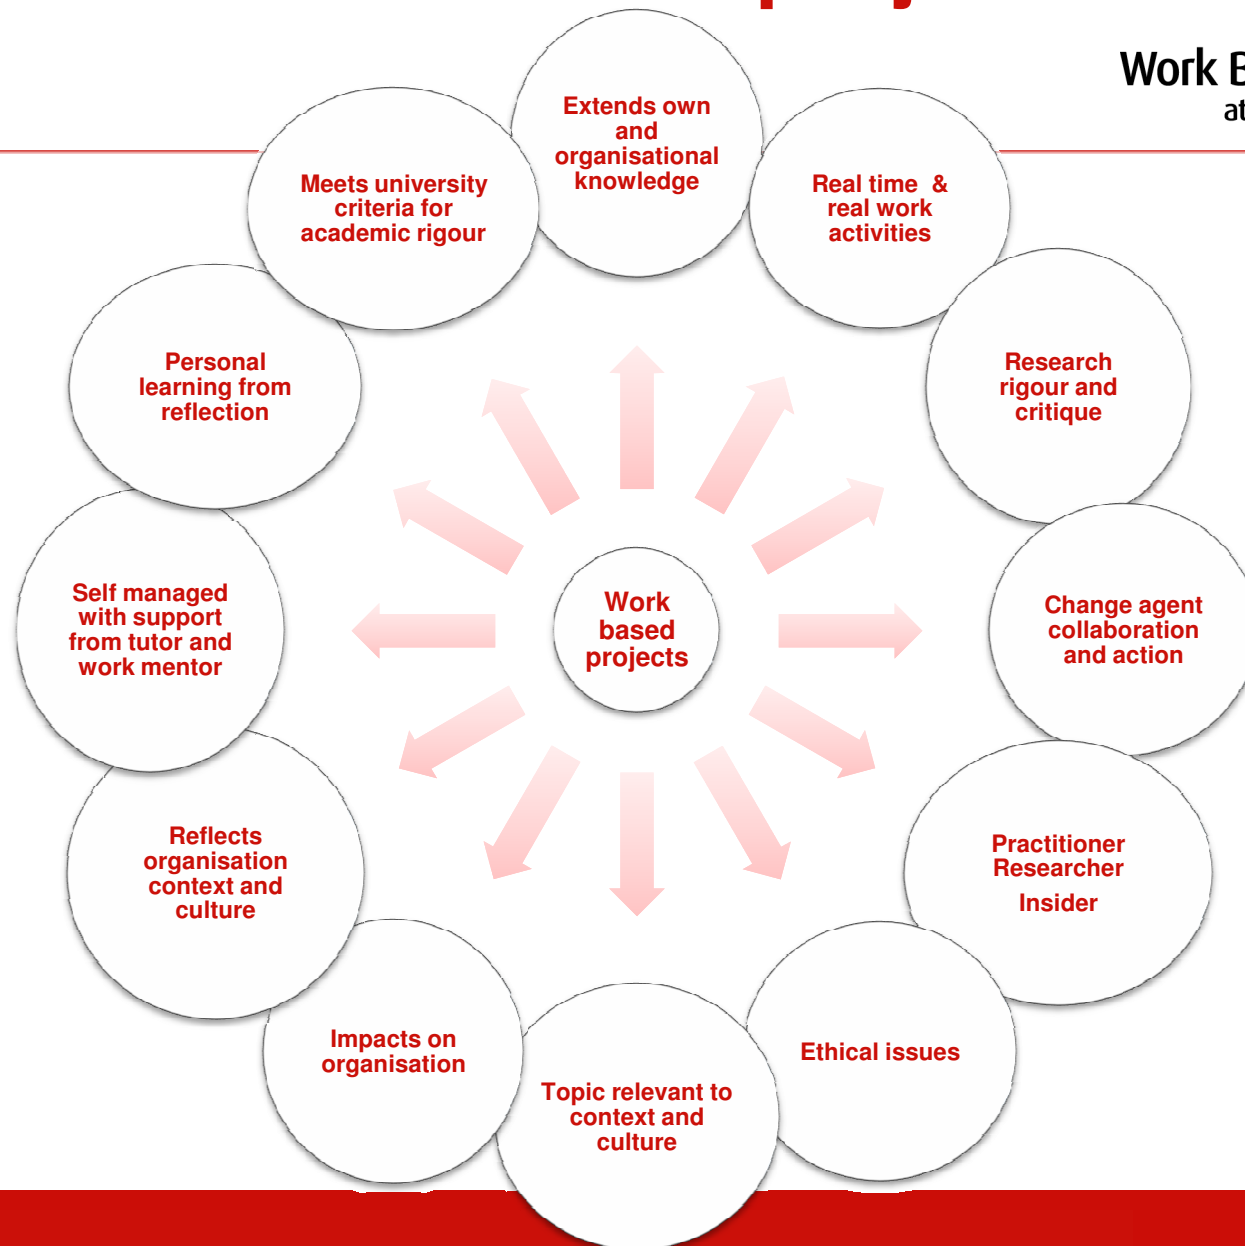 Work B
at
Extends own
and
organisational
knowledge
Real time & 
real work
activities
Research
rigour and
critique
Change agent
collaboration
and action
Practitioner
Researcher
Insider
Ethical issues
Topic relevant to
context and
culture
Impacts on
organisation
Reflects
organisation
context and
culture
Self managed
with support
from tutor and
work mentor
Personal
learning from
reflection
Meets university
criteria for
academic rigour
Work
based
projects